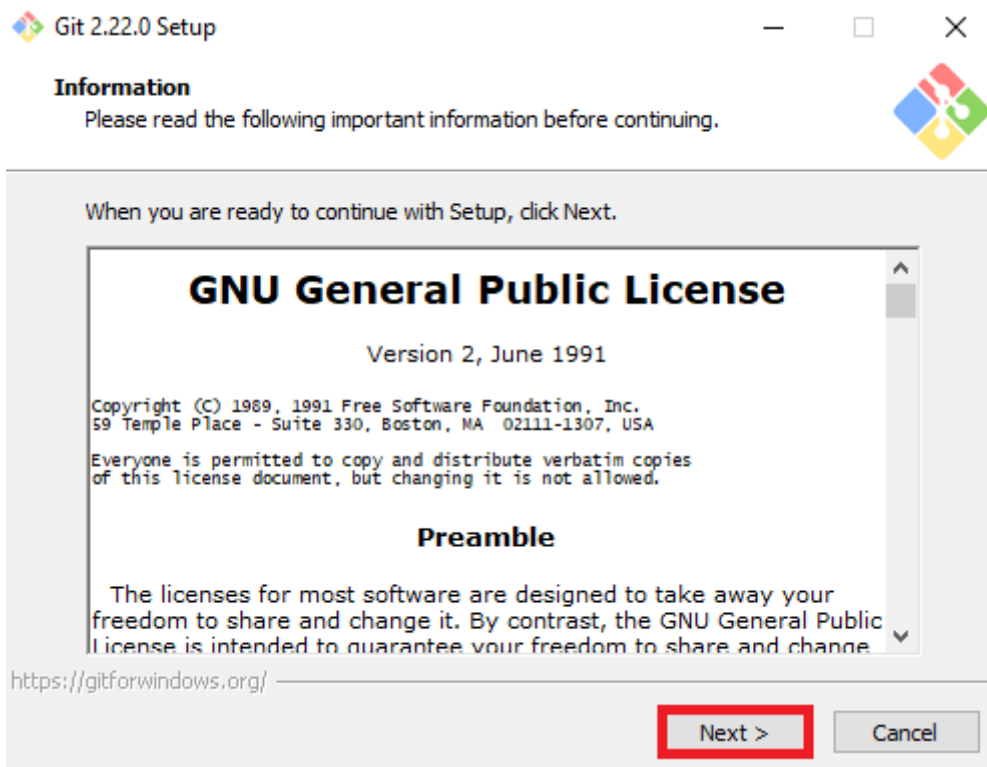 Git 2.22.0 Setup
Information
Please read the following important information before continuing.
When you are ready to continue with Setup, click Next.
GNU General Public License
Version 2, June 1991
Copyright (C) 1989, 1991 Free Software Foundation, Inc.
59 Temple Place - Suite 330, Boston, MA  02111-1307, USA
Everyone is permitted to copy and distribute verbatim copies
of this license document, but changing it is not allowed.
Preamble
The licenses for most software are designed to take away your
freedom to share and change it. By contrast, the GNU General Public
License is intended to guarantee your freedom to share and change
https://gitforwindows.org/
Next >
Cancel